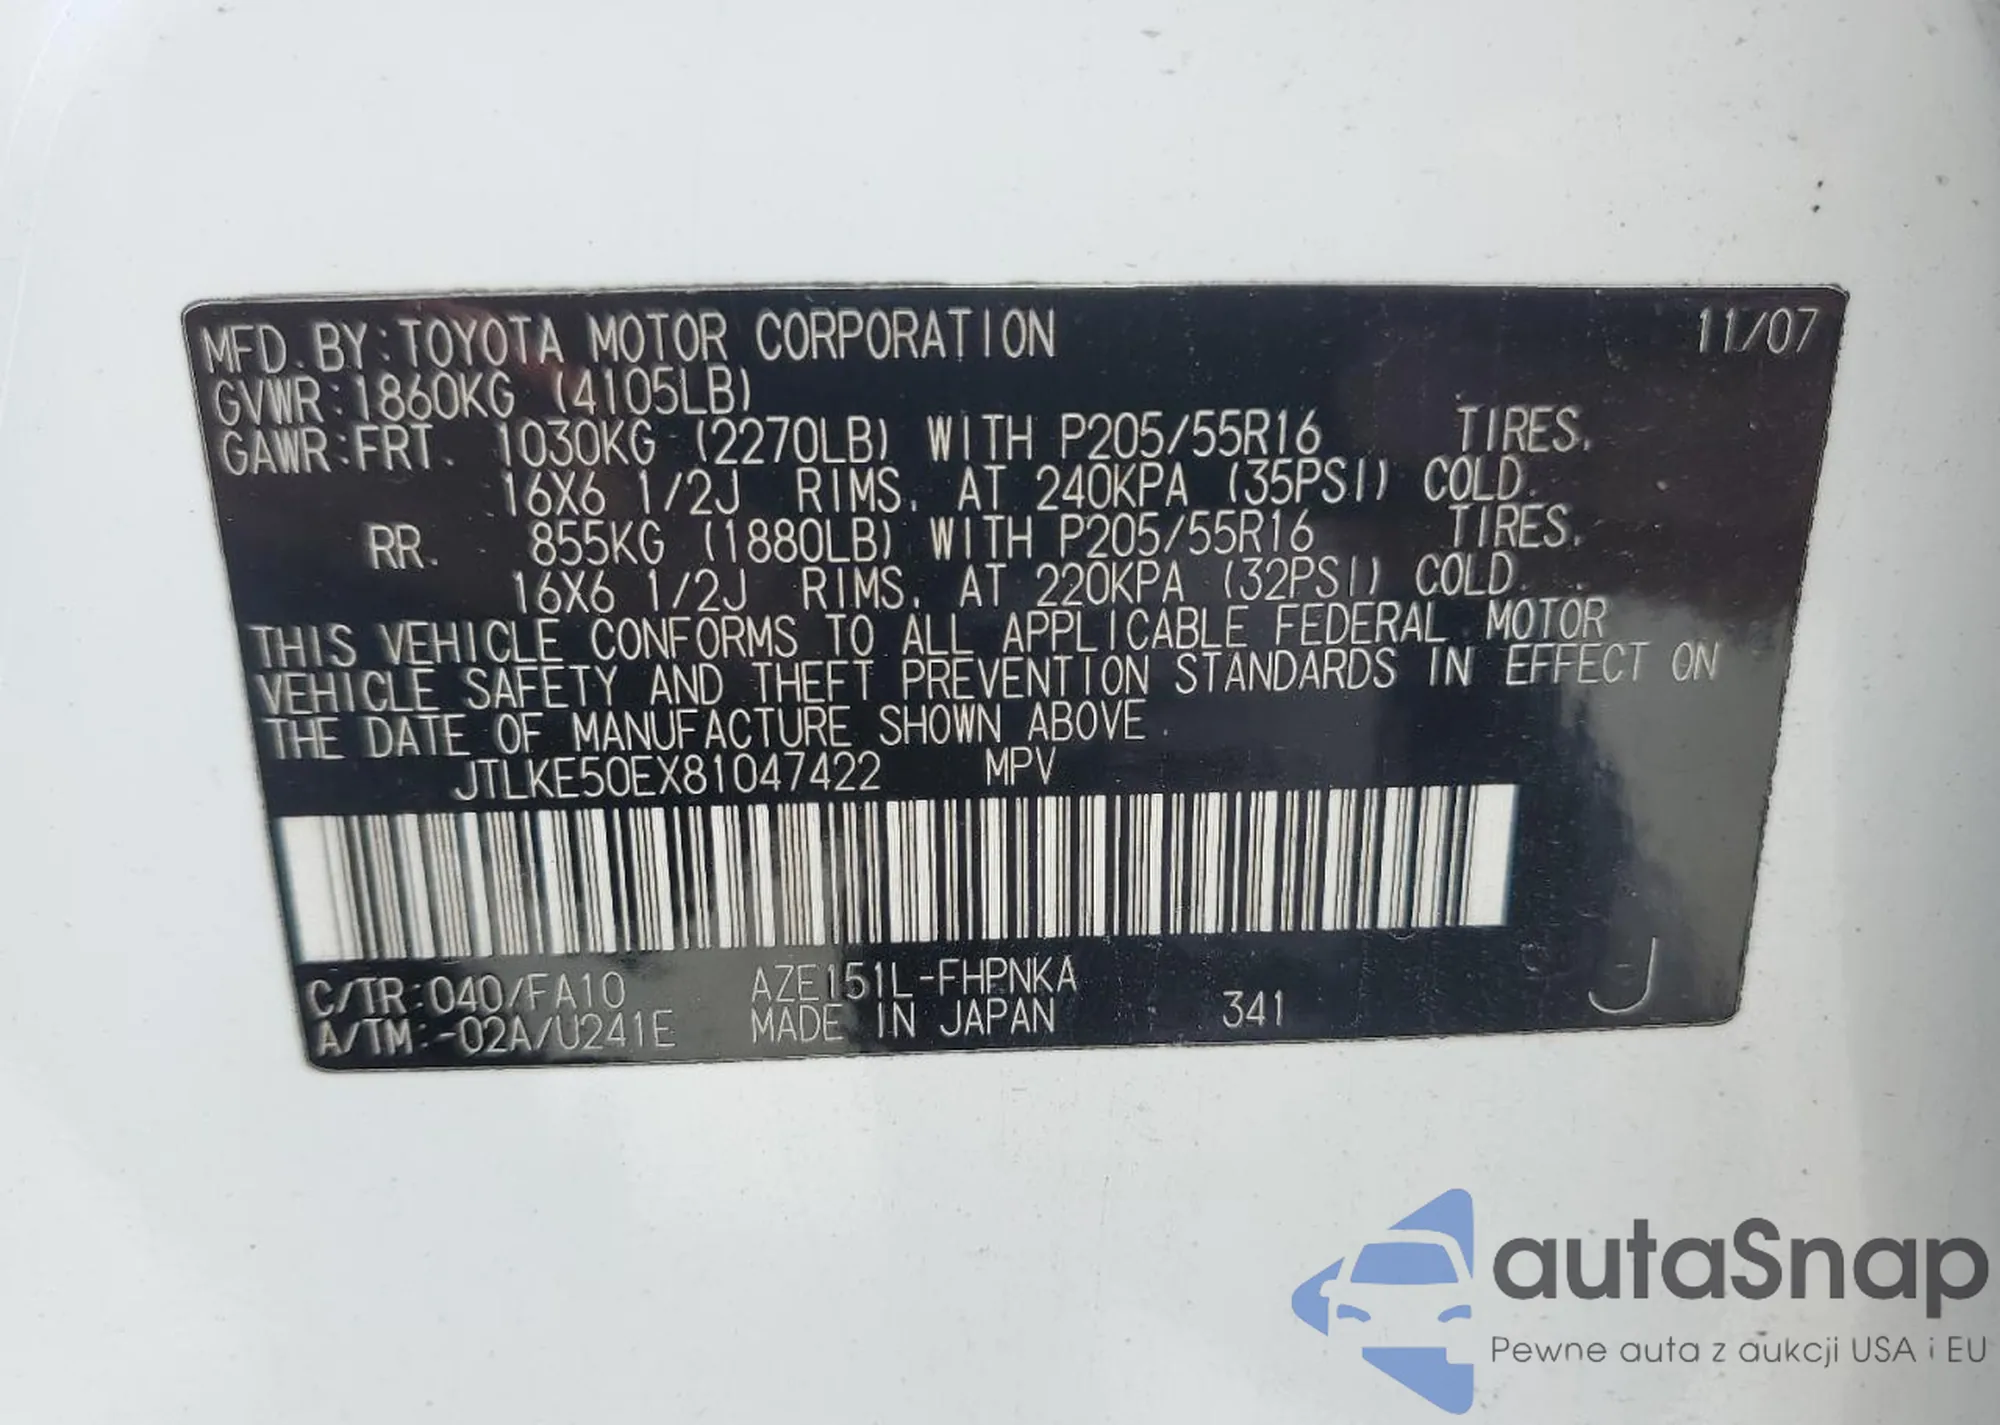 MFD. BY:TOYOTA MOTOR CORPORATION 11/07
GVWR:1860KG (4105LB)
GAWR:FRT. 1030KG (2270LB) WITH P205/55R16 TIRES,
16X6 1/2J RIMS, AT 240KPA (35PSI) COLD.
RR. 855KG (1880LB) WITH P205/55R16 TIRES,
16X6 1/2J RIMS, AT 220KPA (32PSI) COLD.
THIS VEHICLE CONFORMS TO ALL APPLICABLE FEDERAL MOTOR
VEHICLE SAFETY AND THEFT PREVENTION STANDARDS IN EFFECT ON
THE DATE OF MANUFACTURE SHOWN ABOVE.
JTLKE50EX81047422 MPV
C/TR:040/FA10 AZE151L-FHPNKA J
A/TM:-02A/U241E MADE IN JAPAN 341
autaSnap
Pewne auta z aukcji USA i EU